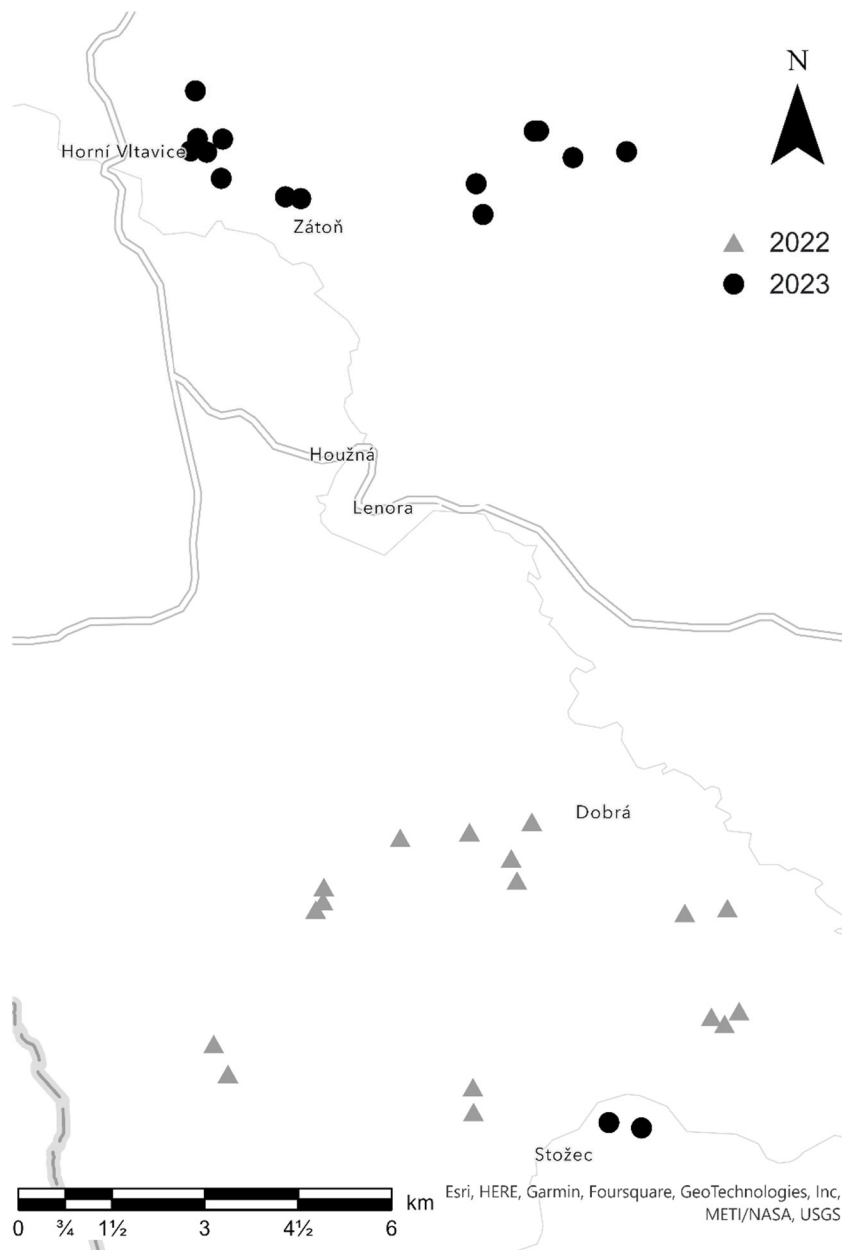 N
Horní Vltavice
Zátoň
2022
2023
Houžná
Lenora
Dobrá
Stožec
Esri, HERE, Garmin, Foursquare, GeoTechnologies, Inc,
METI/NASA, USGS
km
0 ¾ 1½ 3 4½ 6